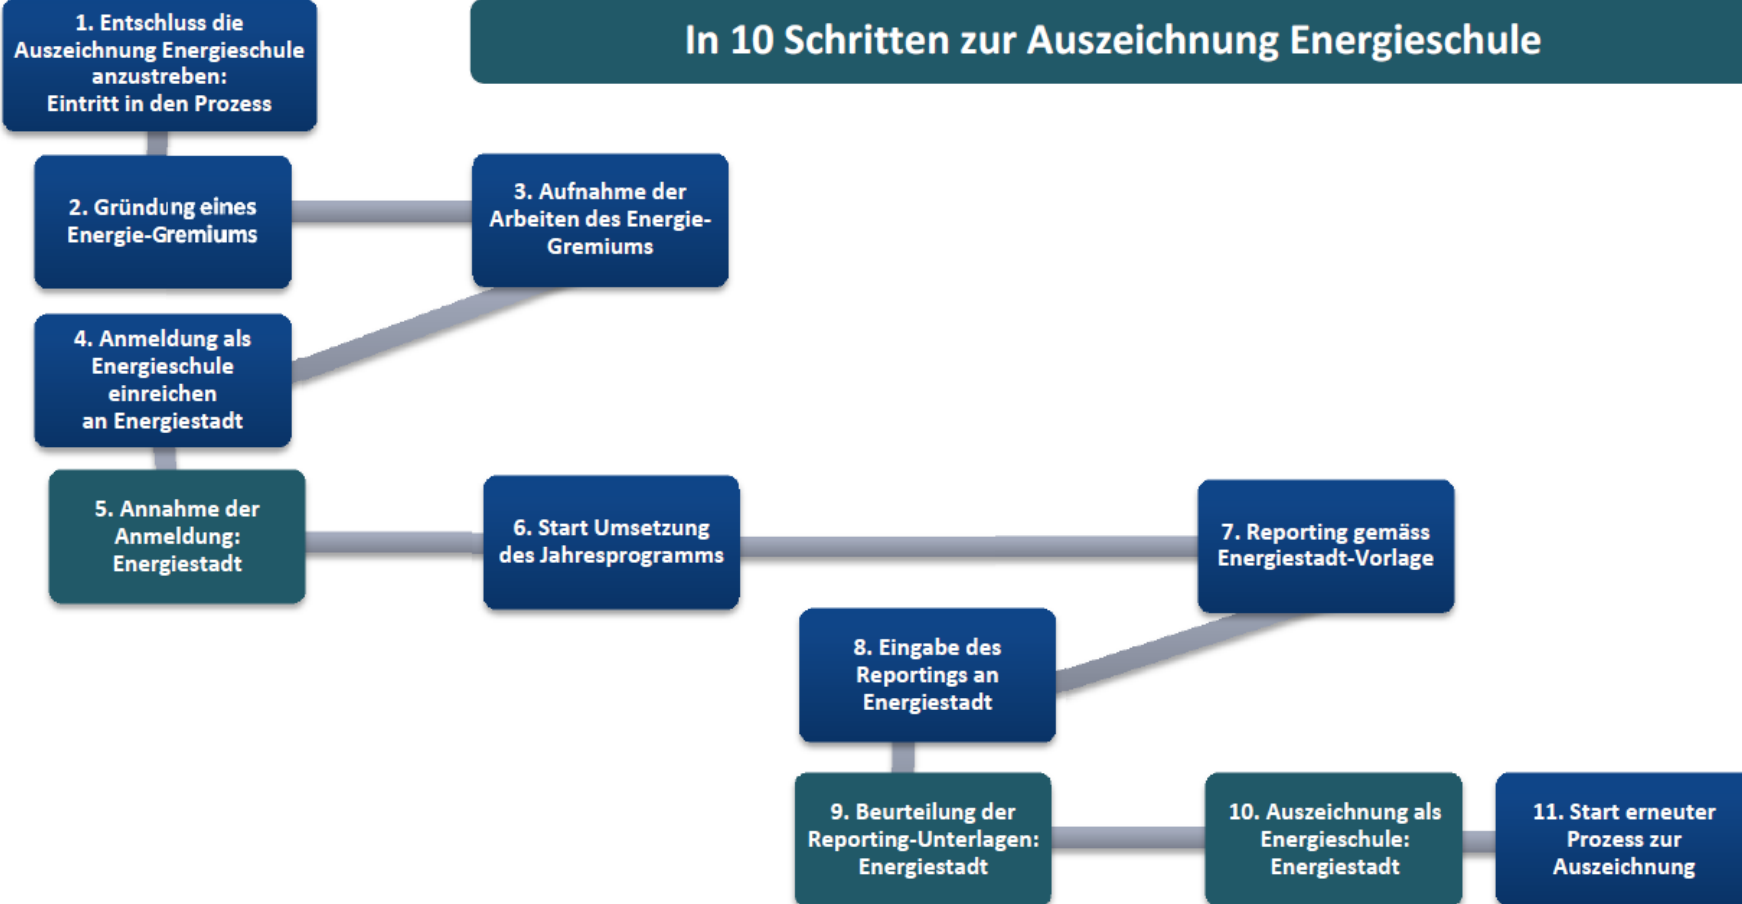 In 10 Schritten zur Auszeichnung Energieschule
1. Entschluss die
Auszeichnung Energieschule
anzustreben:
Eintritt in den Prozess
2. Gründung eines
Energie-Gremiums
3. Aufnahme der
Arbeiten des Energie-
Gremiums
4. Anmeldung als
Energieschule
einreichen
an Energiestadt
5. Annahme der
Anmeldung:
Energiestadt
6. Start Umsetzung
des Jahresprogramms
7. Reporting gemäss
Energiestadt-Vorlage
8. Eingabe des
Reportings an
Energiestadt
9. Beurteilung der
Reporting-Unterlagen:
Energiestadt
10. Auszeichnung als
Energieschule:
Energiestadt
11. Start erneuter
Prozess zur
Auszeichnung